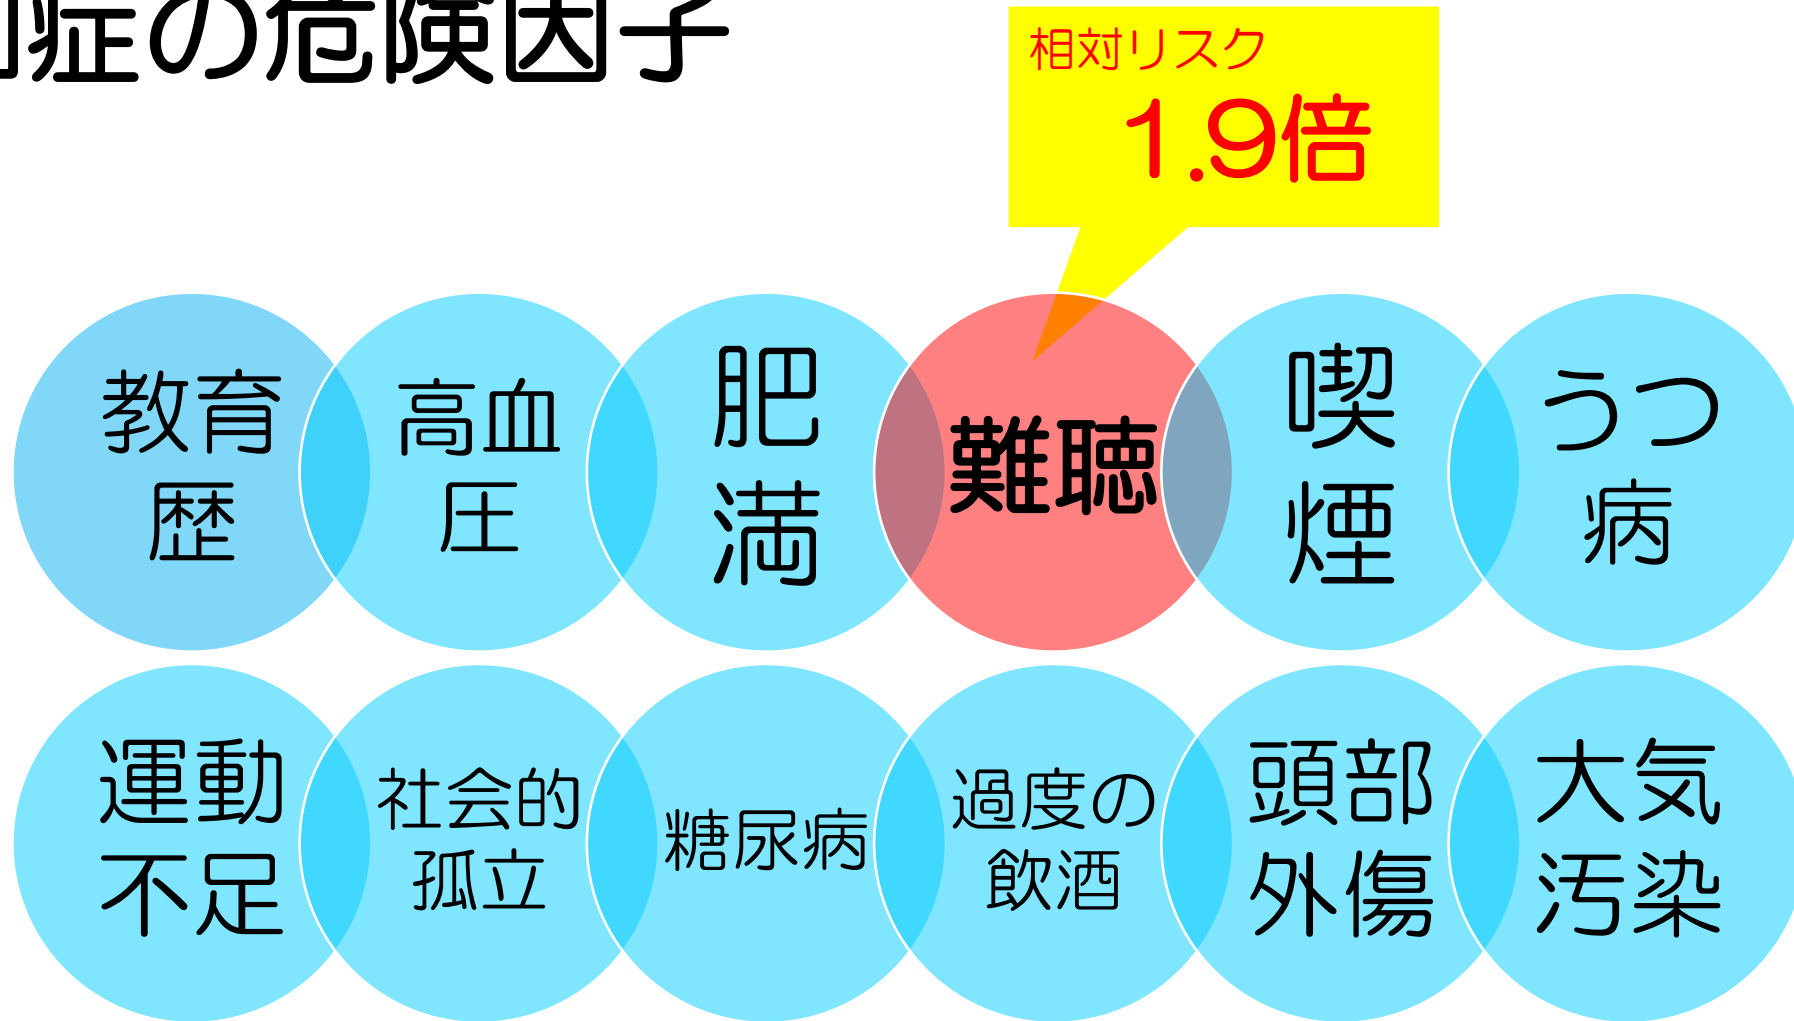 症の危険因子
相対リスク
1.9倍
教育
歴
高血
圧
肥
満
難聴
喫
煙
うつ
病
運動
不足
社会的
孤立
糖尿病
過度の
飲酒
頭部
外傷
大気
汚染